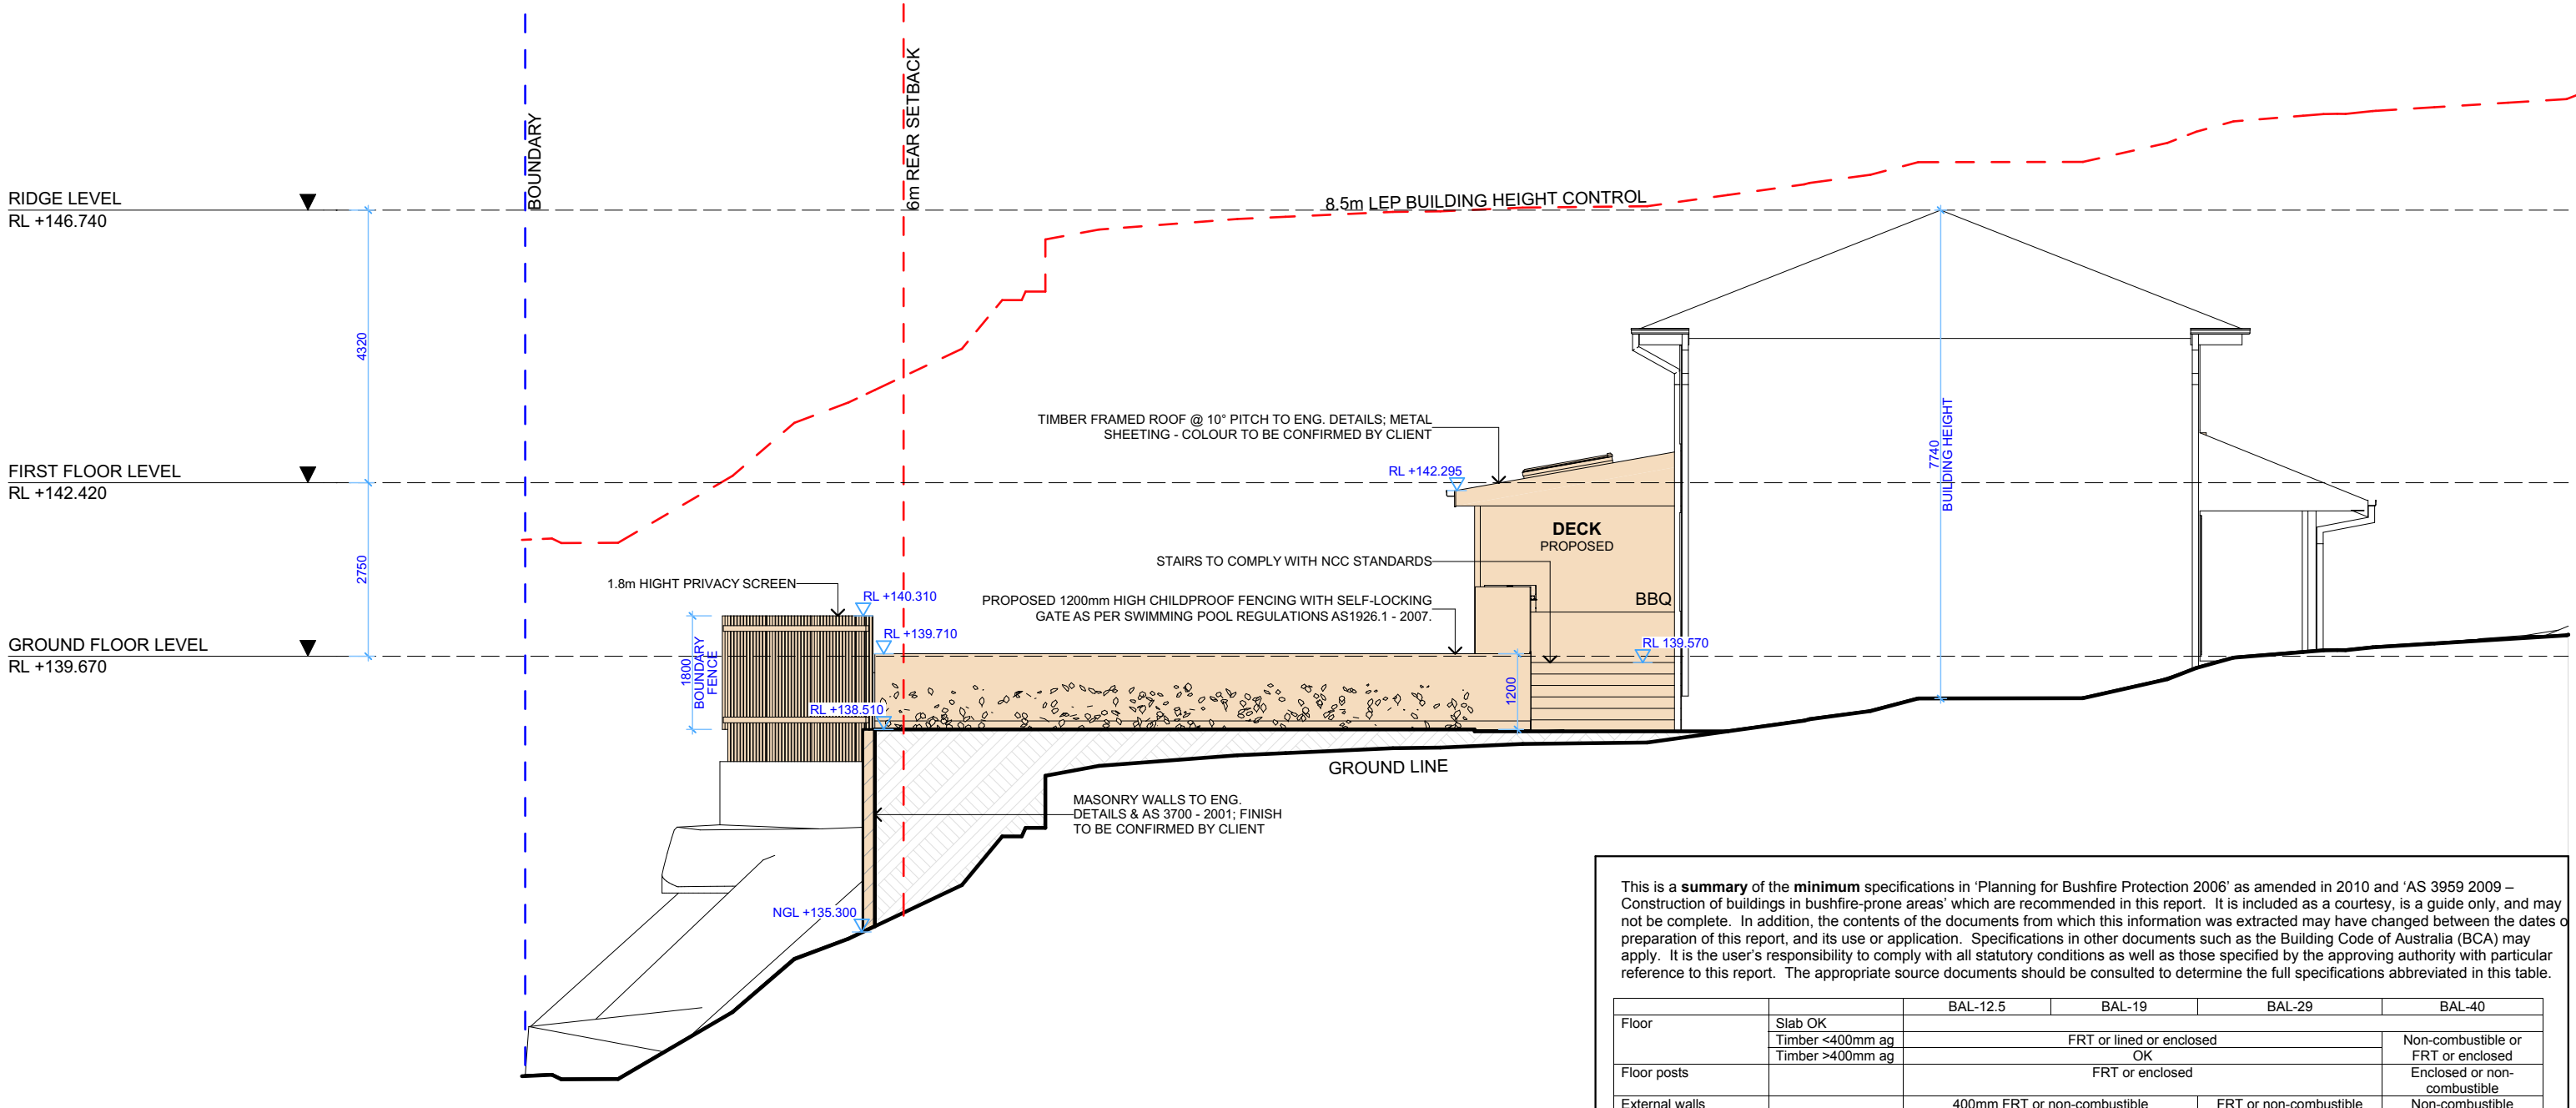 BOUNDARY
6m REAR SETBACK
RIDGE LEVEL
RL +146.740
8.5m LEP BUILDING HEIGHT CONTROL
4320
TIMBER FRAMED ROOF @ 10° PITCH TO ENG. DETAILS; METAL
SHEETING - COLOUR TO BE CONFIRMED BY CLIENT
7740
BUILDING HEIGHT
FIRST FLOOR LEVEL
RL +142.420
RL +142.295
DECK
PROPOSED
2750
STAIRS TO COMPLY WITH NCC STANDARDS
1.8m HIGHT PRIVACY SCREEN
RL +140.310
PROPOSED 1200mm HIGH CHILDPROOF FENCING WITH SELF-LOCKING
GATE AS PER SWIMMING POOL REGULATIONS AS1926.1 - 2007.
BBQ
GROUND FLOOR LEVEL
RL +139.670
RL +139.710
RL 139.570
1800
BOUNDARY
FENCE
1200
RL +138.510
GROUND LINE
MASONRY WALLS TO ENG.
DETAILS & AS 3700 - 2001; FINISH
TO BE CONFIRMED BY CLIENT
NGL +135.300
This is a summary of the minimum specifications in ‘Planning for Bushfire Protection 2006’ as amended in 2010 and ‘AS 3959 2009 –
Construction of buildings in bushfire-prone areas’ which are recommended in this report. It is included as a courtesy, is a guide only, and may
not be complete. In addition, the contents of the documents from which this information was extracted may have changed between the dates o
preparation of this report, and its use or application. Specifications in other documents such as the Building Code of Australia (BCA) may
apply. It is the user’s responsibility to comply with all statutory conditions as well as those specified by the approving authority with particular
reference to this report. The appropriate source documents should be consulted to determine the full specifications abbreviated in this table.
BAL-12.5 BAL-19 BAL-29 BAL-40
Floor Slab OK
Timber <400mm ag FRT or lined or enclosed Non-combustible or
Timber >400mm ag OK FRT or enclosed
Floor posts FRT or enclosed Enclosed or non-
combustible
External walls 400mm FRT or non-combustible FRT or non-combustible Non-combustible